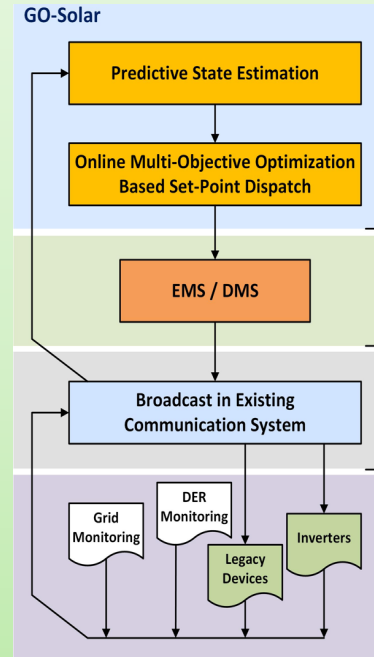 GO-Solar
Predictive State Estimation
Online Multi-Objective Optimization
Based Set-Point Dispatch
EMS / DMS
Broadcast in Existing
Communication System
Grid
Monitoring
DER
Monitoring
Legacy
Devices
Inverters